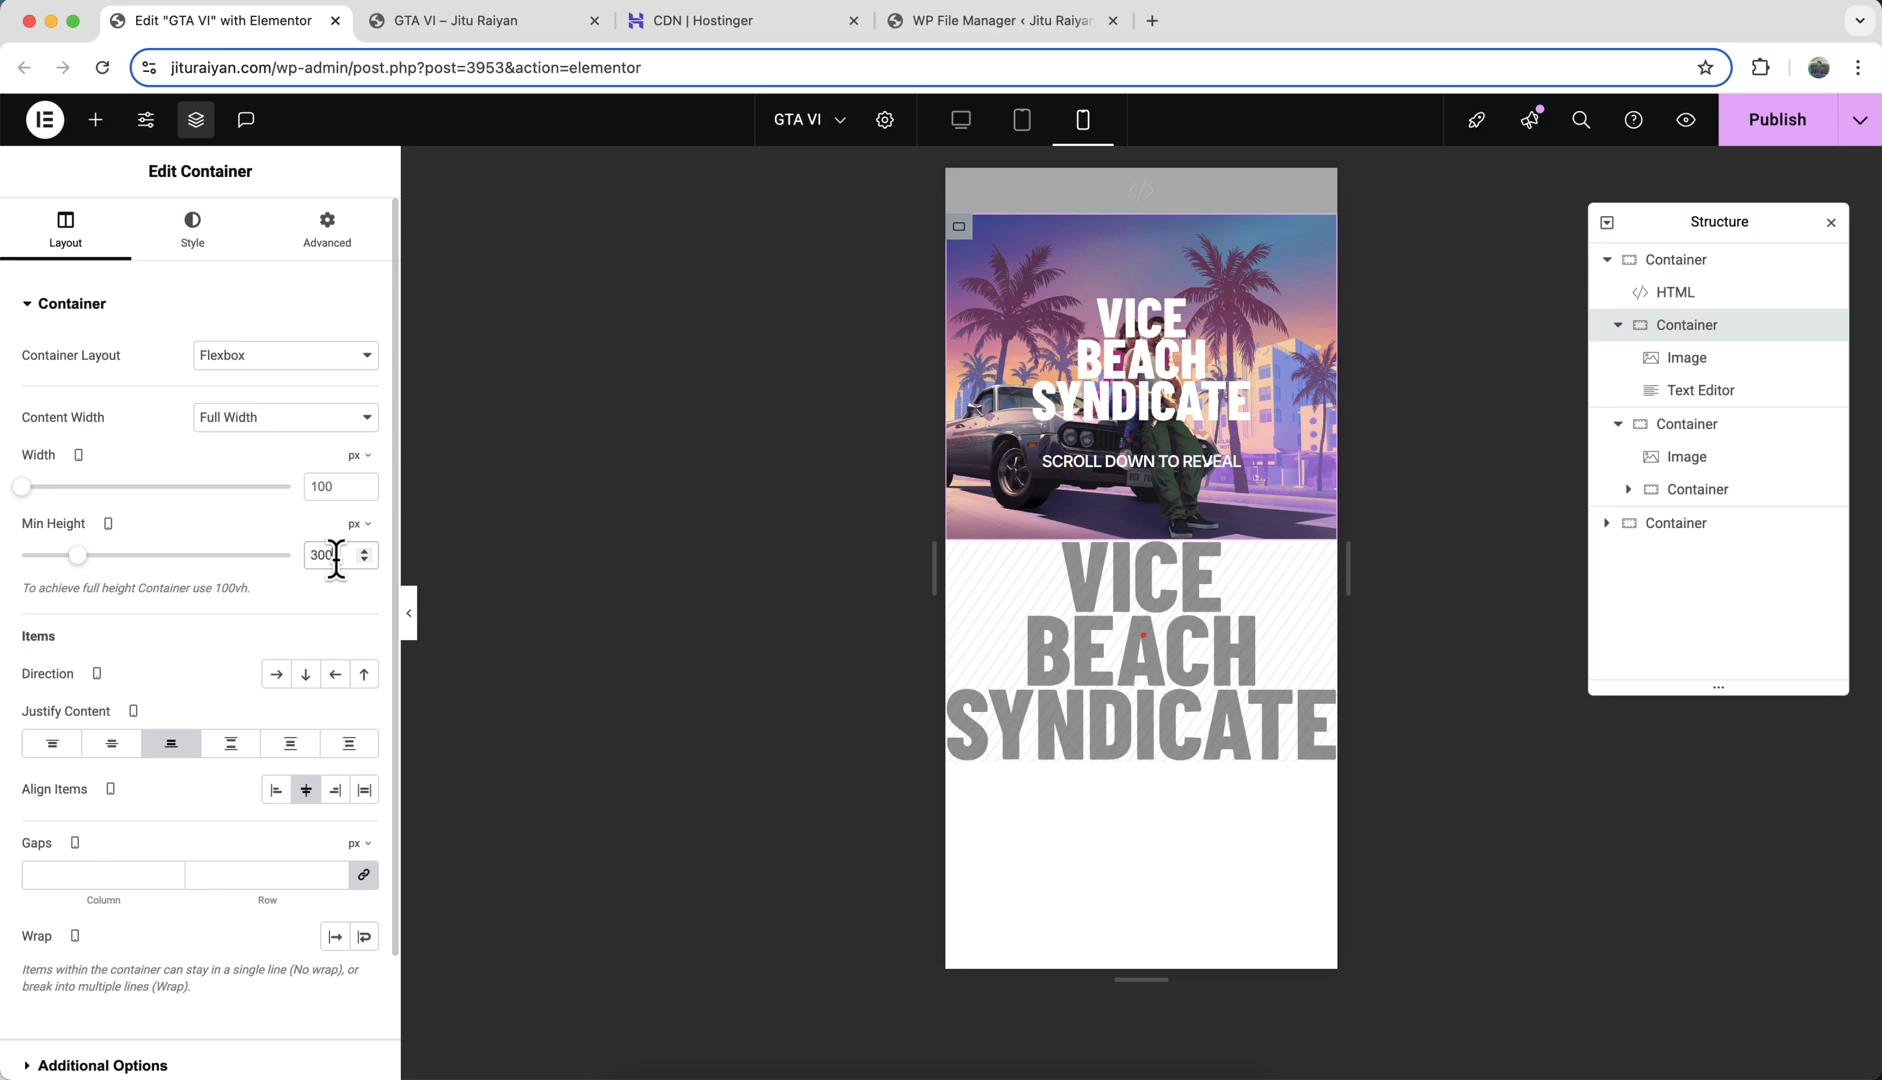 Edit "GTA VI" with Elementor
GTA VI – Jitu Raiyan
CDN | Hostinger
WP File Manager ‹ Jitu Raiyan
jituraiyan.com/wp-admin/post.php?post=3953&action=elementor
GTA VI
Publish
Edit Container
Layout
Style
Advanced
Container
Container Layout
Flexbox
Content Width
Full Width
Width
px
100
Min Height
px
300
To achieve full height Container use 100vh.
Items
Direction
Justify Content
Align Items
Gaps
px
Column
Row
Wrap
Items within the container can stay in a single line (No wrap), or
break into multiple lines (Wrap).
Additional Options
VICE
BEACH
SYNDICATE
SCROLL DOWN TO REVEAL
VICE
BEACH
SYNDICATE
Structure
Container
HTML
Container
Image
Text Editor
Container
Image
Container
Container